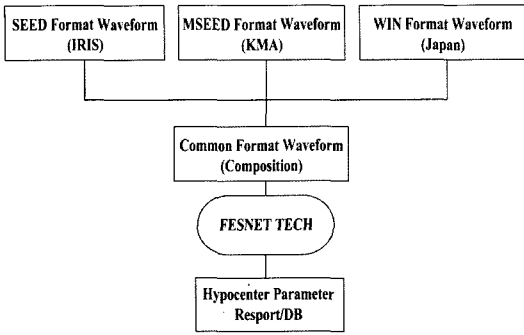 SEED Format Waveform
(IRIS)
MSEED Format Waveform
(KMA)
WIN Format Waveform
(Japan)
Common Format Waveform
(Composition)
FESNET TECH
Hypocenter Parameter
Resport/DB